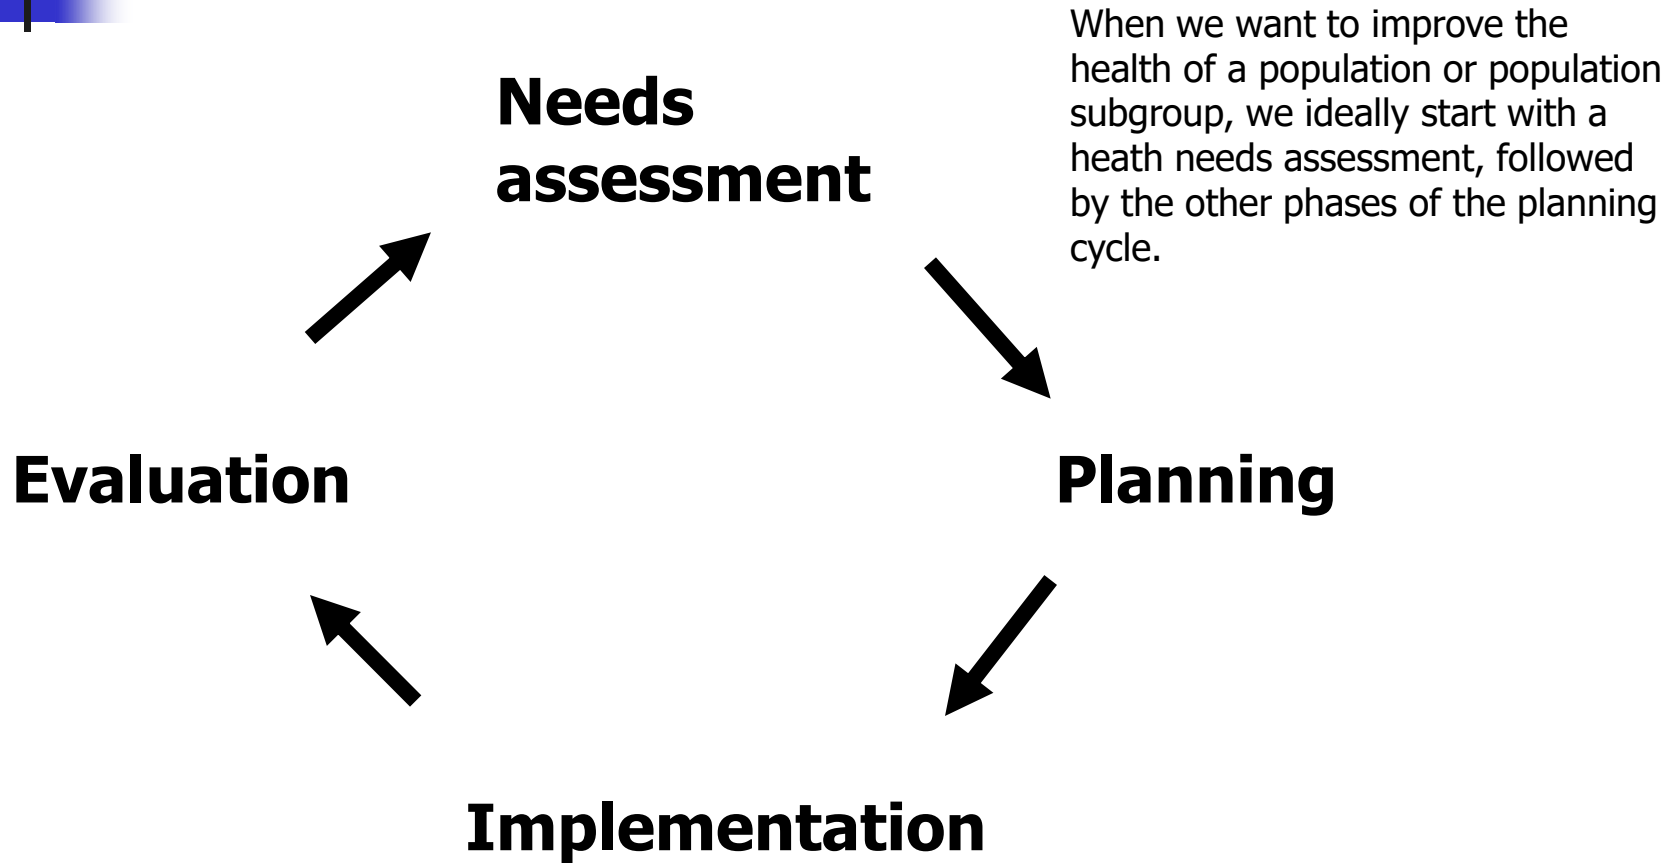 When we want to improve the
health of a population or population
subgroup, we ideally start with a
heath needs assessment, followed
by the other phases of the planning
cycle.
Needs
assessment
Evaluation
Planning
Implementation